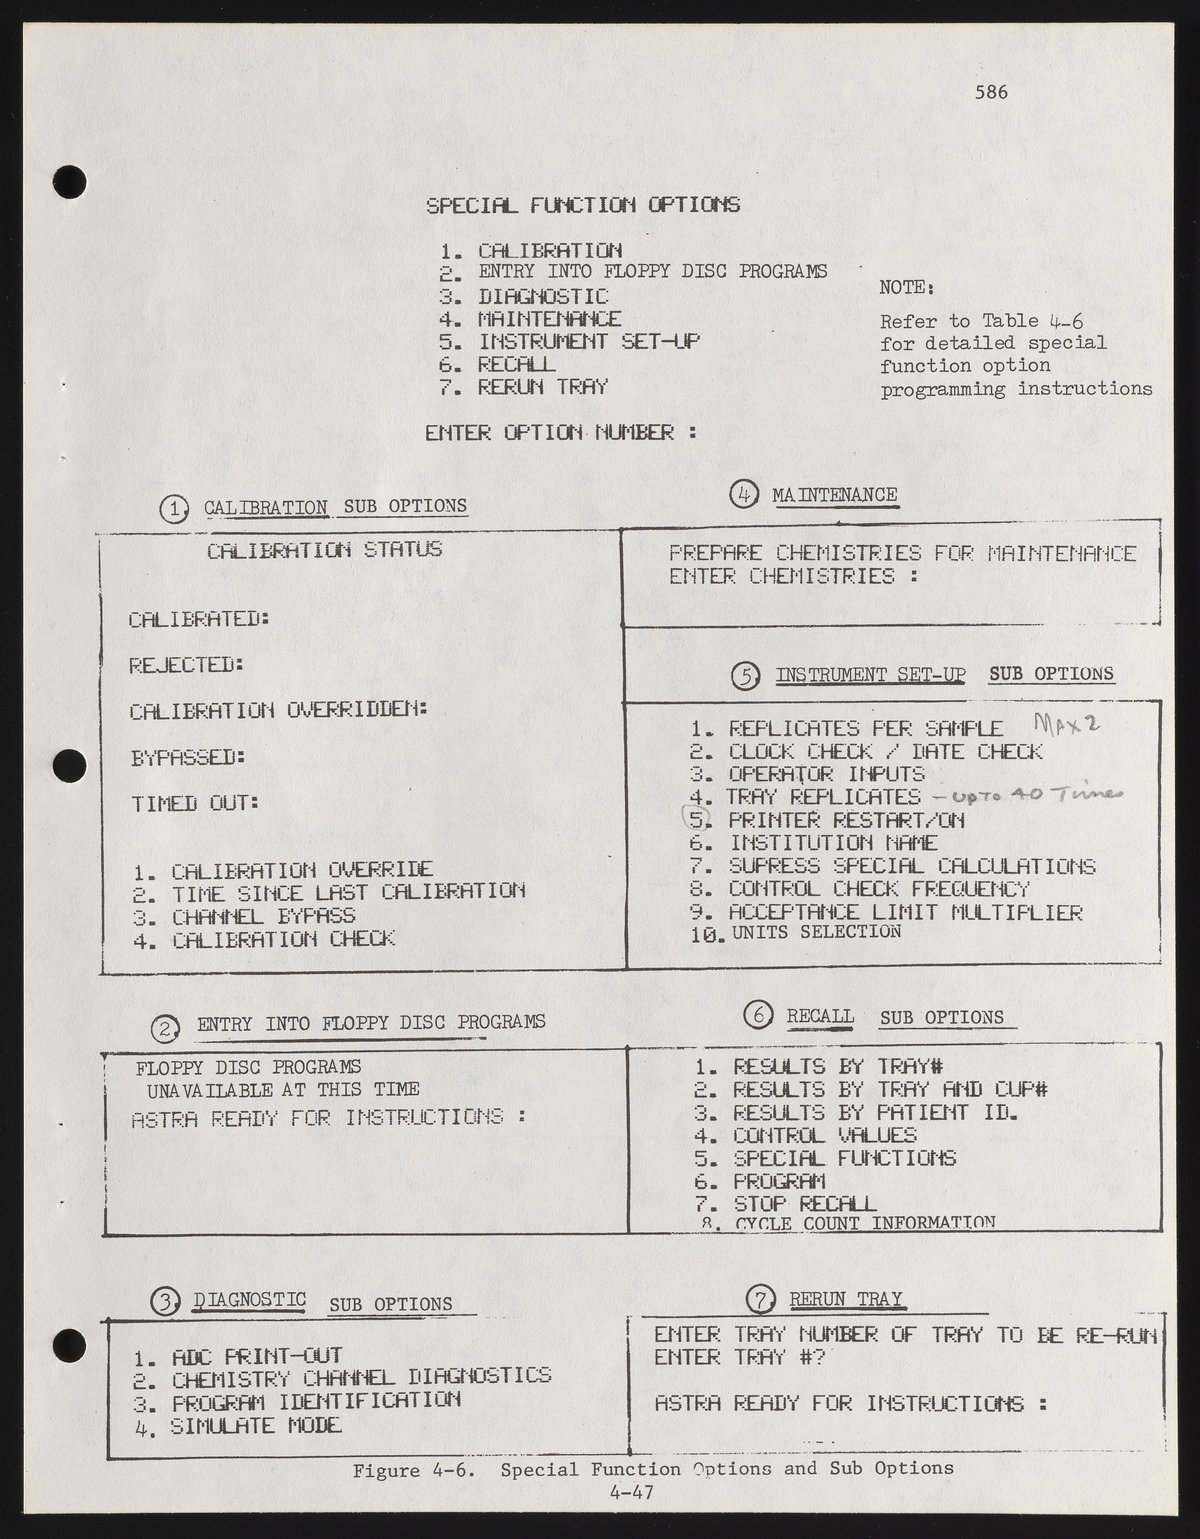 586
SPECIAL FUNCTION OPTIONS
1. CALIBRATION
2. ENTRY INTO FLOPPY DISC PROGRAMS
3. DIAGNOSTIC
4. MAINTENANCE
5. INSTRUMENT SET-UP
6. RECALL
7. RERUN TRAY
NOTE:
Refer to Table 4-6
for detailed special
function option
programming instructions
ENTER OPTION NUMBER :
1. CALIBRATION SUB OPTIONS
CALIBRATION STATUS
CALIBRATED:
REJECTED:
CALIBRATION OVERRIDDEN:
BYPASSED:
TIMED OUT:
1. CALIBRATION OVERRIDE
2. TIME SINCE LAST CALIBRATION
3. CHANNEL BYPASS
4. CALIBRATION CHECK
4. MAINTENANCE
PREPARE CHEMISTRIES FOR MAINTENANCE
ENTER CHEMISTRIES :
5. INSTRUMENT SET-UP SUB OPTIONS
1. REPLICATES PER SAMPLE MAX 2
2. CLOCK CHECK / DATE CHECK
3. OPERATOR INPUTS
4. TRAY REPLICATES - up to 40 Times
5. PRINTER RESTART/ON
6. INSTITUTION NAME
7. SUPRESS SPECIAL CALCULATIONS
8. CONTROL CHECK FREQUENCY
9. ACCEPTANCE LIMIT MULTIPLIER
10. UNITS SELECTION
2. ENTRY INTO FLOPPY DISC PROGRAMS
FLOPPY DISC PROGRAMS
UNAVAILABLE AT THIS TIME
ASTRA READY FOR INSTRUCTIONS :
6. RECALL SUB OPTIONS
1. RESULTS BY TRAY#
2. RESULTS BY TRAY AND CUP#
3. RESULTS BY PATIENT ID.
4. CONTROL VALUES
5. SPECIAL FUNCTIONS
6. PROGRAM
7. STOP RECALL
8. CYCLE COUNT INFORMATION
3. DIAGNOSTIC SUB OPTIONS
1. ADC PRINT-OUT
2. CHEMISTRY CHANNEL DIAGNOSTICS
3. PROGRAM IDENTIFICATION
4. SIMULATE MODE
7. RERUN TRAY
ENTER TRAY NUMBER OF TRAY TO BE RE-RUN
ENTER TRAY #?
ASTRA READY FOR INSTRUCTIONS :
Figure 4-6. Special Function Options and Sub Options
4-47